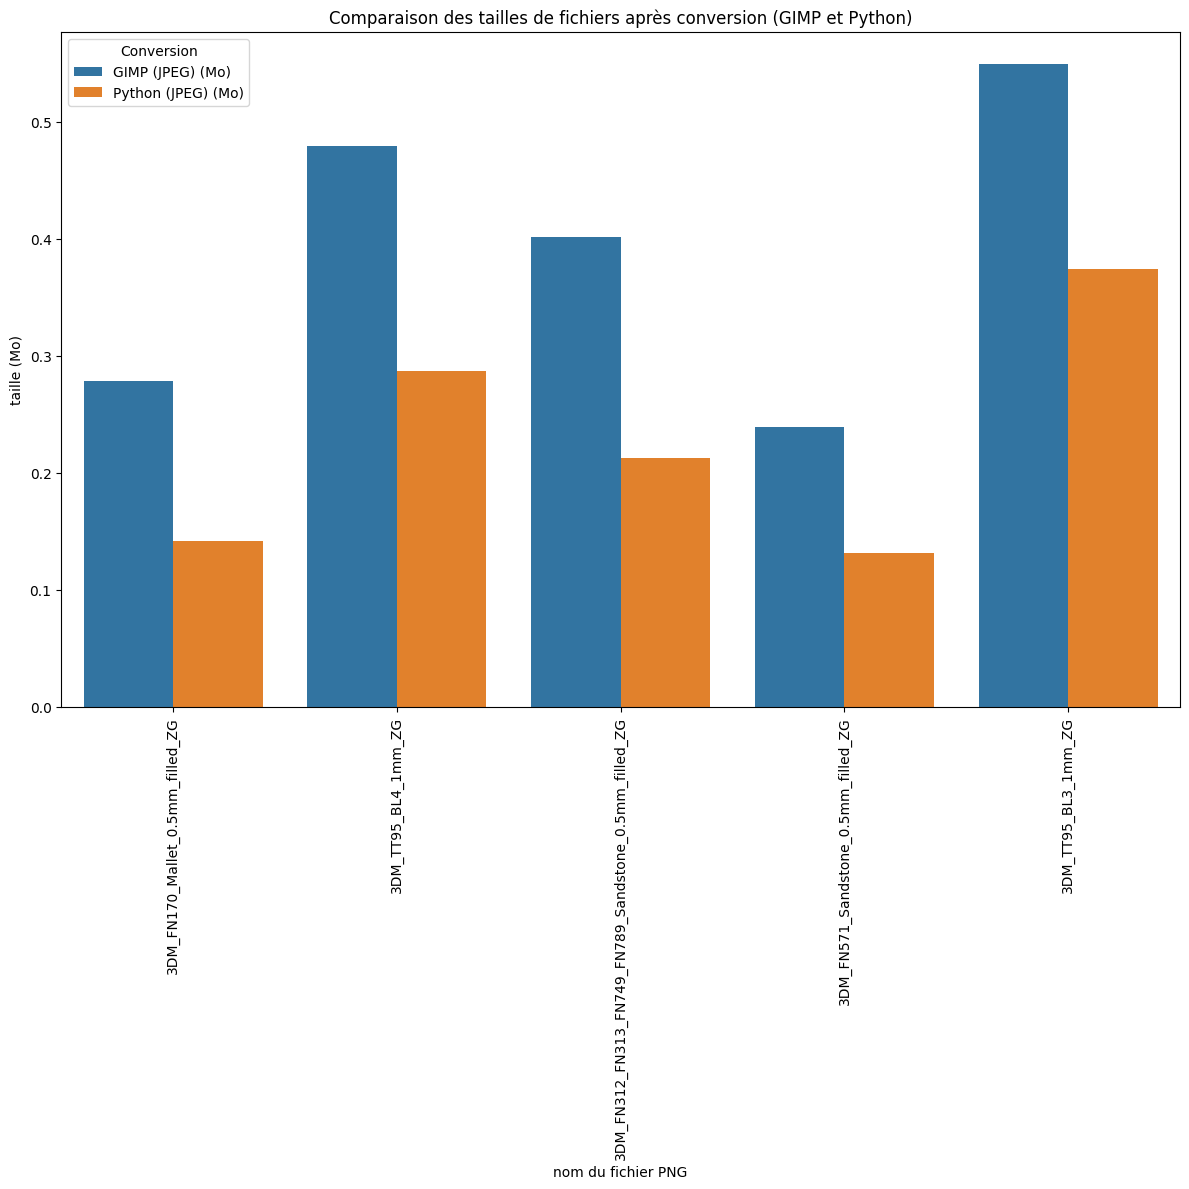 Comparaison des tailles de fichiers après conversion (GIMP et Python)
Conversion
GIMP (JPEG) (Mo)
Python (JPEG) (Mo)
taille (Mo)
0.5
0.4
0.3
0.2
0.1
0.0
3DM_FN170_Mallet_0.5mm_filled_ZG
3DM_TT95_BL4_1mm_ZG
3DM_FN312_FN313_FN749_FN789_Sandstone_0.5mm_filled_ZG
3DM_FN571_Sandstone_0.5mm_filled_ZG
3DM_TT95_BL3_1mm_ZG
nom du fichier PNG